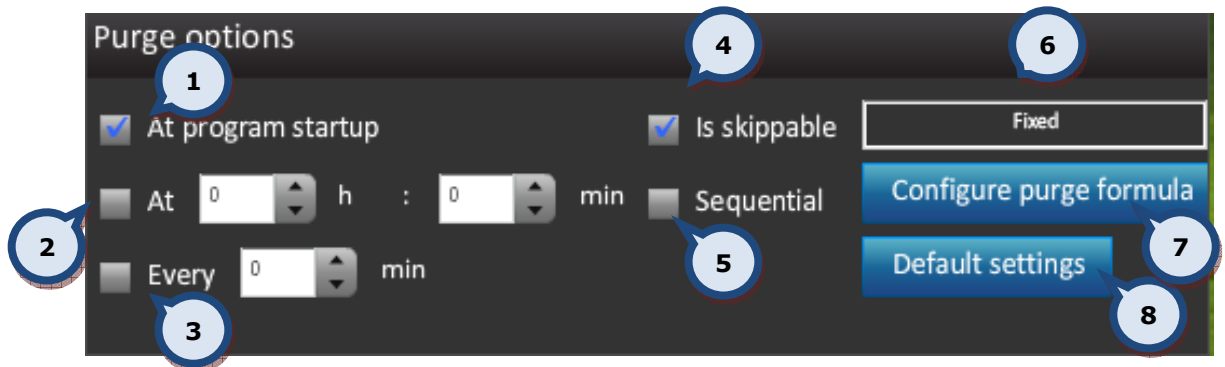 Purge options
4
6
1
At program startup
Is skippable
Fixed
At 0 h : 0 min
Sequential
Configure purge formula
2
5
7
Every 0 min
Default settings
3
8